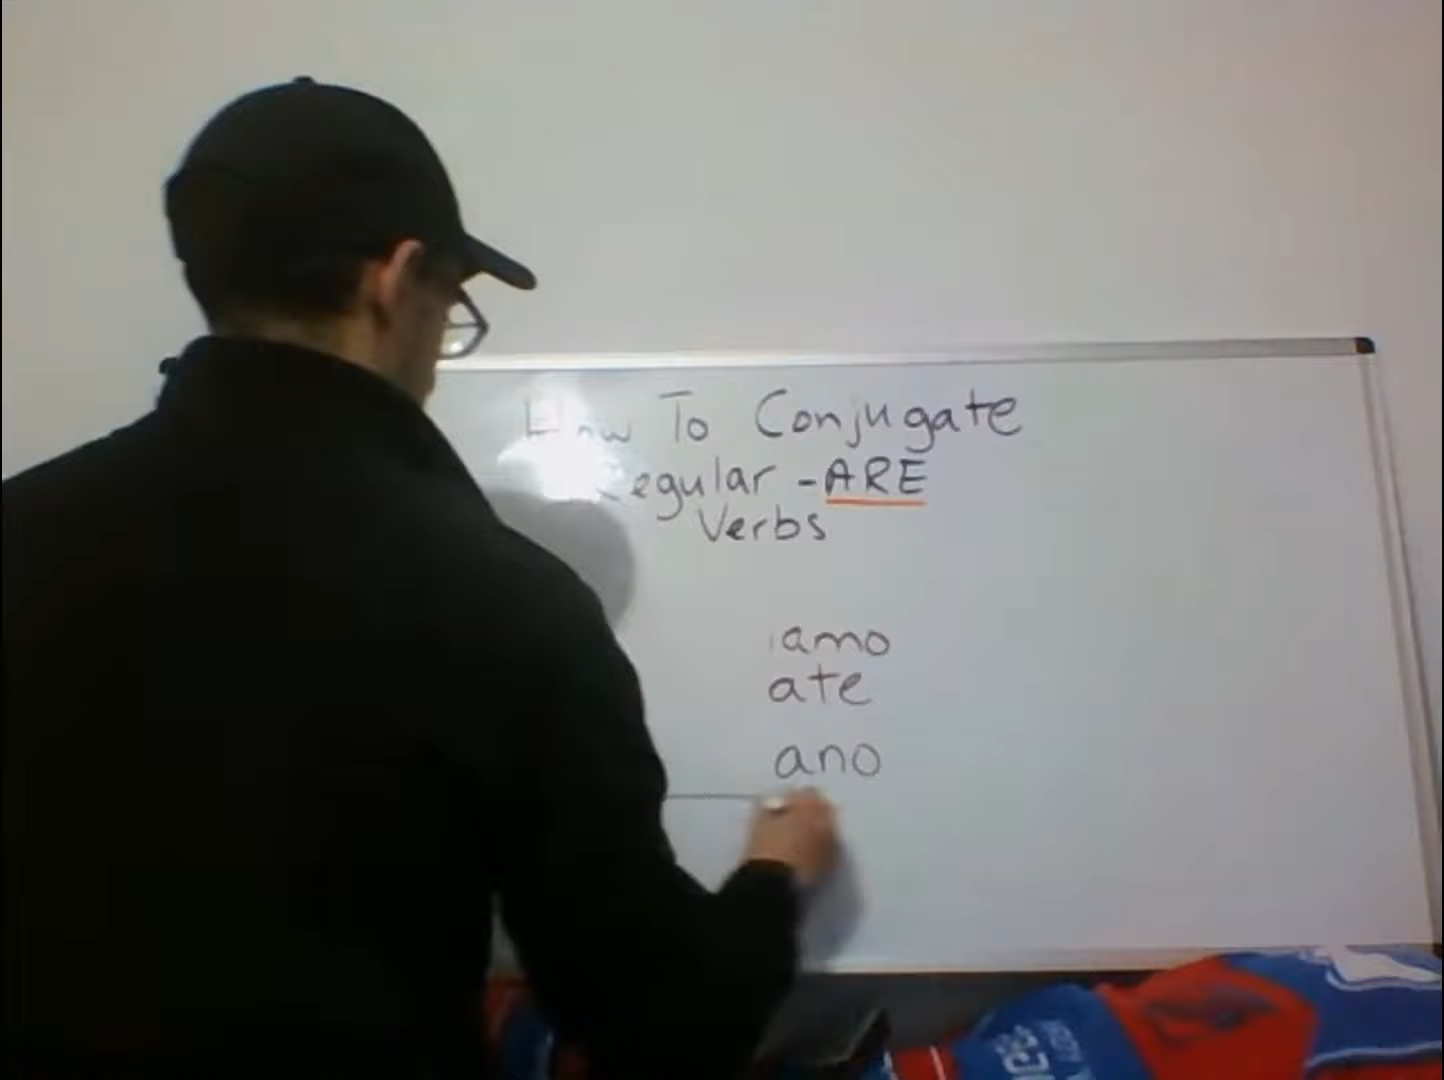 How To Conjugate
Regular -ARE
Verbs
iamo
ate
ano